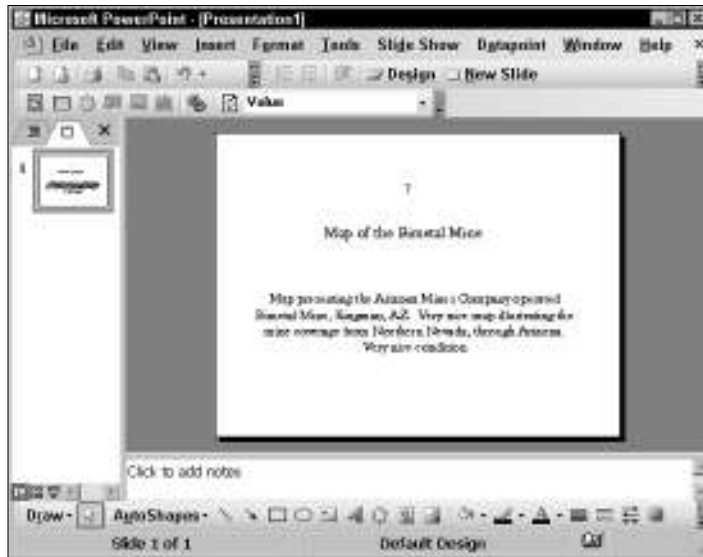 Microsoft PowerPoint - [Presentation1]
File Edit View Insert Format Tools Slide Show Datapoint Window Help
Design New Slide
Value
1
7
Map of the Bimetal Mine
Map presenting the Arizona Mine s Company operated
Bimetal Mine, Kingman, AZ. Very nice map illustrating the
mine coverage from Northern Nevada, through Arizona.
Very nice condition.
Click to add notes
Draw AutoShapes
Slide 1 of 1 Default Design